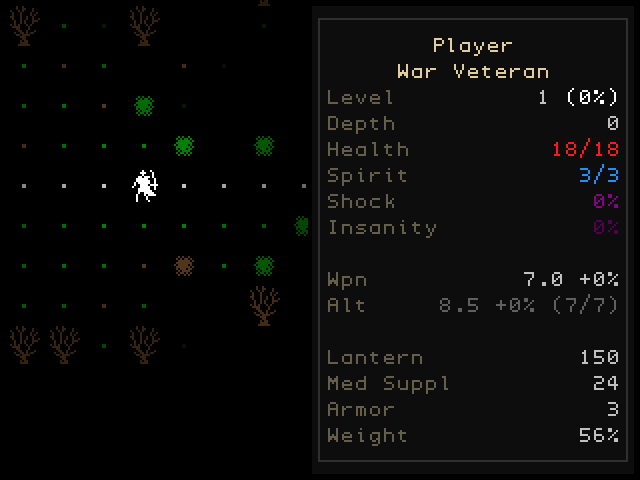 Player
War Veteran
Level 1 (0%)
Depth 0
Health 18/18
Spirit 3/3
Shock 0%
Insanity 0%
Wpn 7.0 +0%
Alt 8.5 +0% (7/7)
Lantern 150
Med Suppl 24
Armor 3
Weight 56%